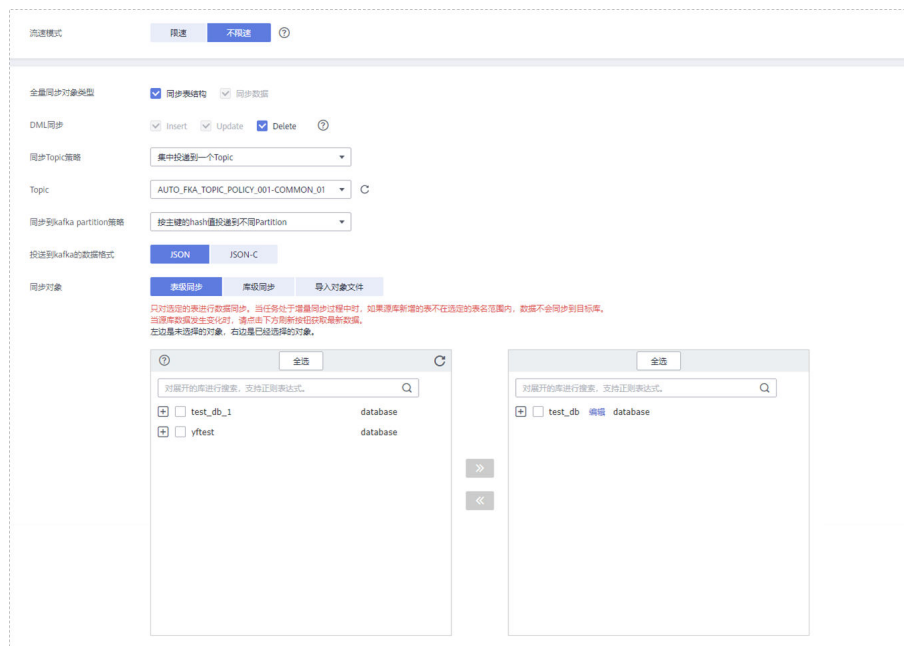 流速模式 限速 不限速
全量同步对象类型 同步表结构 同步数据
DML同步 Insert Update Delete
同步Topic策略 集中投递到一个Topic
Topic AUTO_FKA_TOPIC_POLICY_001-COMMON_01
同步到kafka partition策略 按主键的hash值投递到不同Partition
投送到kafka的数据格式 JSON JSON-C
同步对象 表级同步 库级同步 导入对象文件
只对选定的表进行数据同步。当任务处于增量同步过程中时，如果源库新增的表不在选定的表名范围内，数据不会同步到目标库。
当源库数据发生变化时，请点击下方刷新按钮获取最新数据。
左边是未选择的对象，右边是已经选择的对象。
全选 全选
对展开的库进行搜索，支持正则表达式。 对展开的库进行搜索，支持正则表达式。
test_db_1 database test_db 编辑 database
yftest database